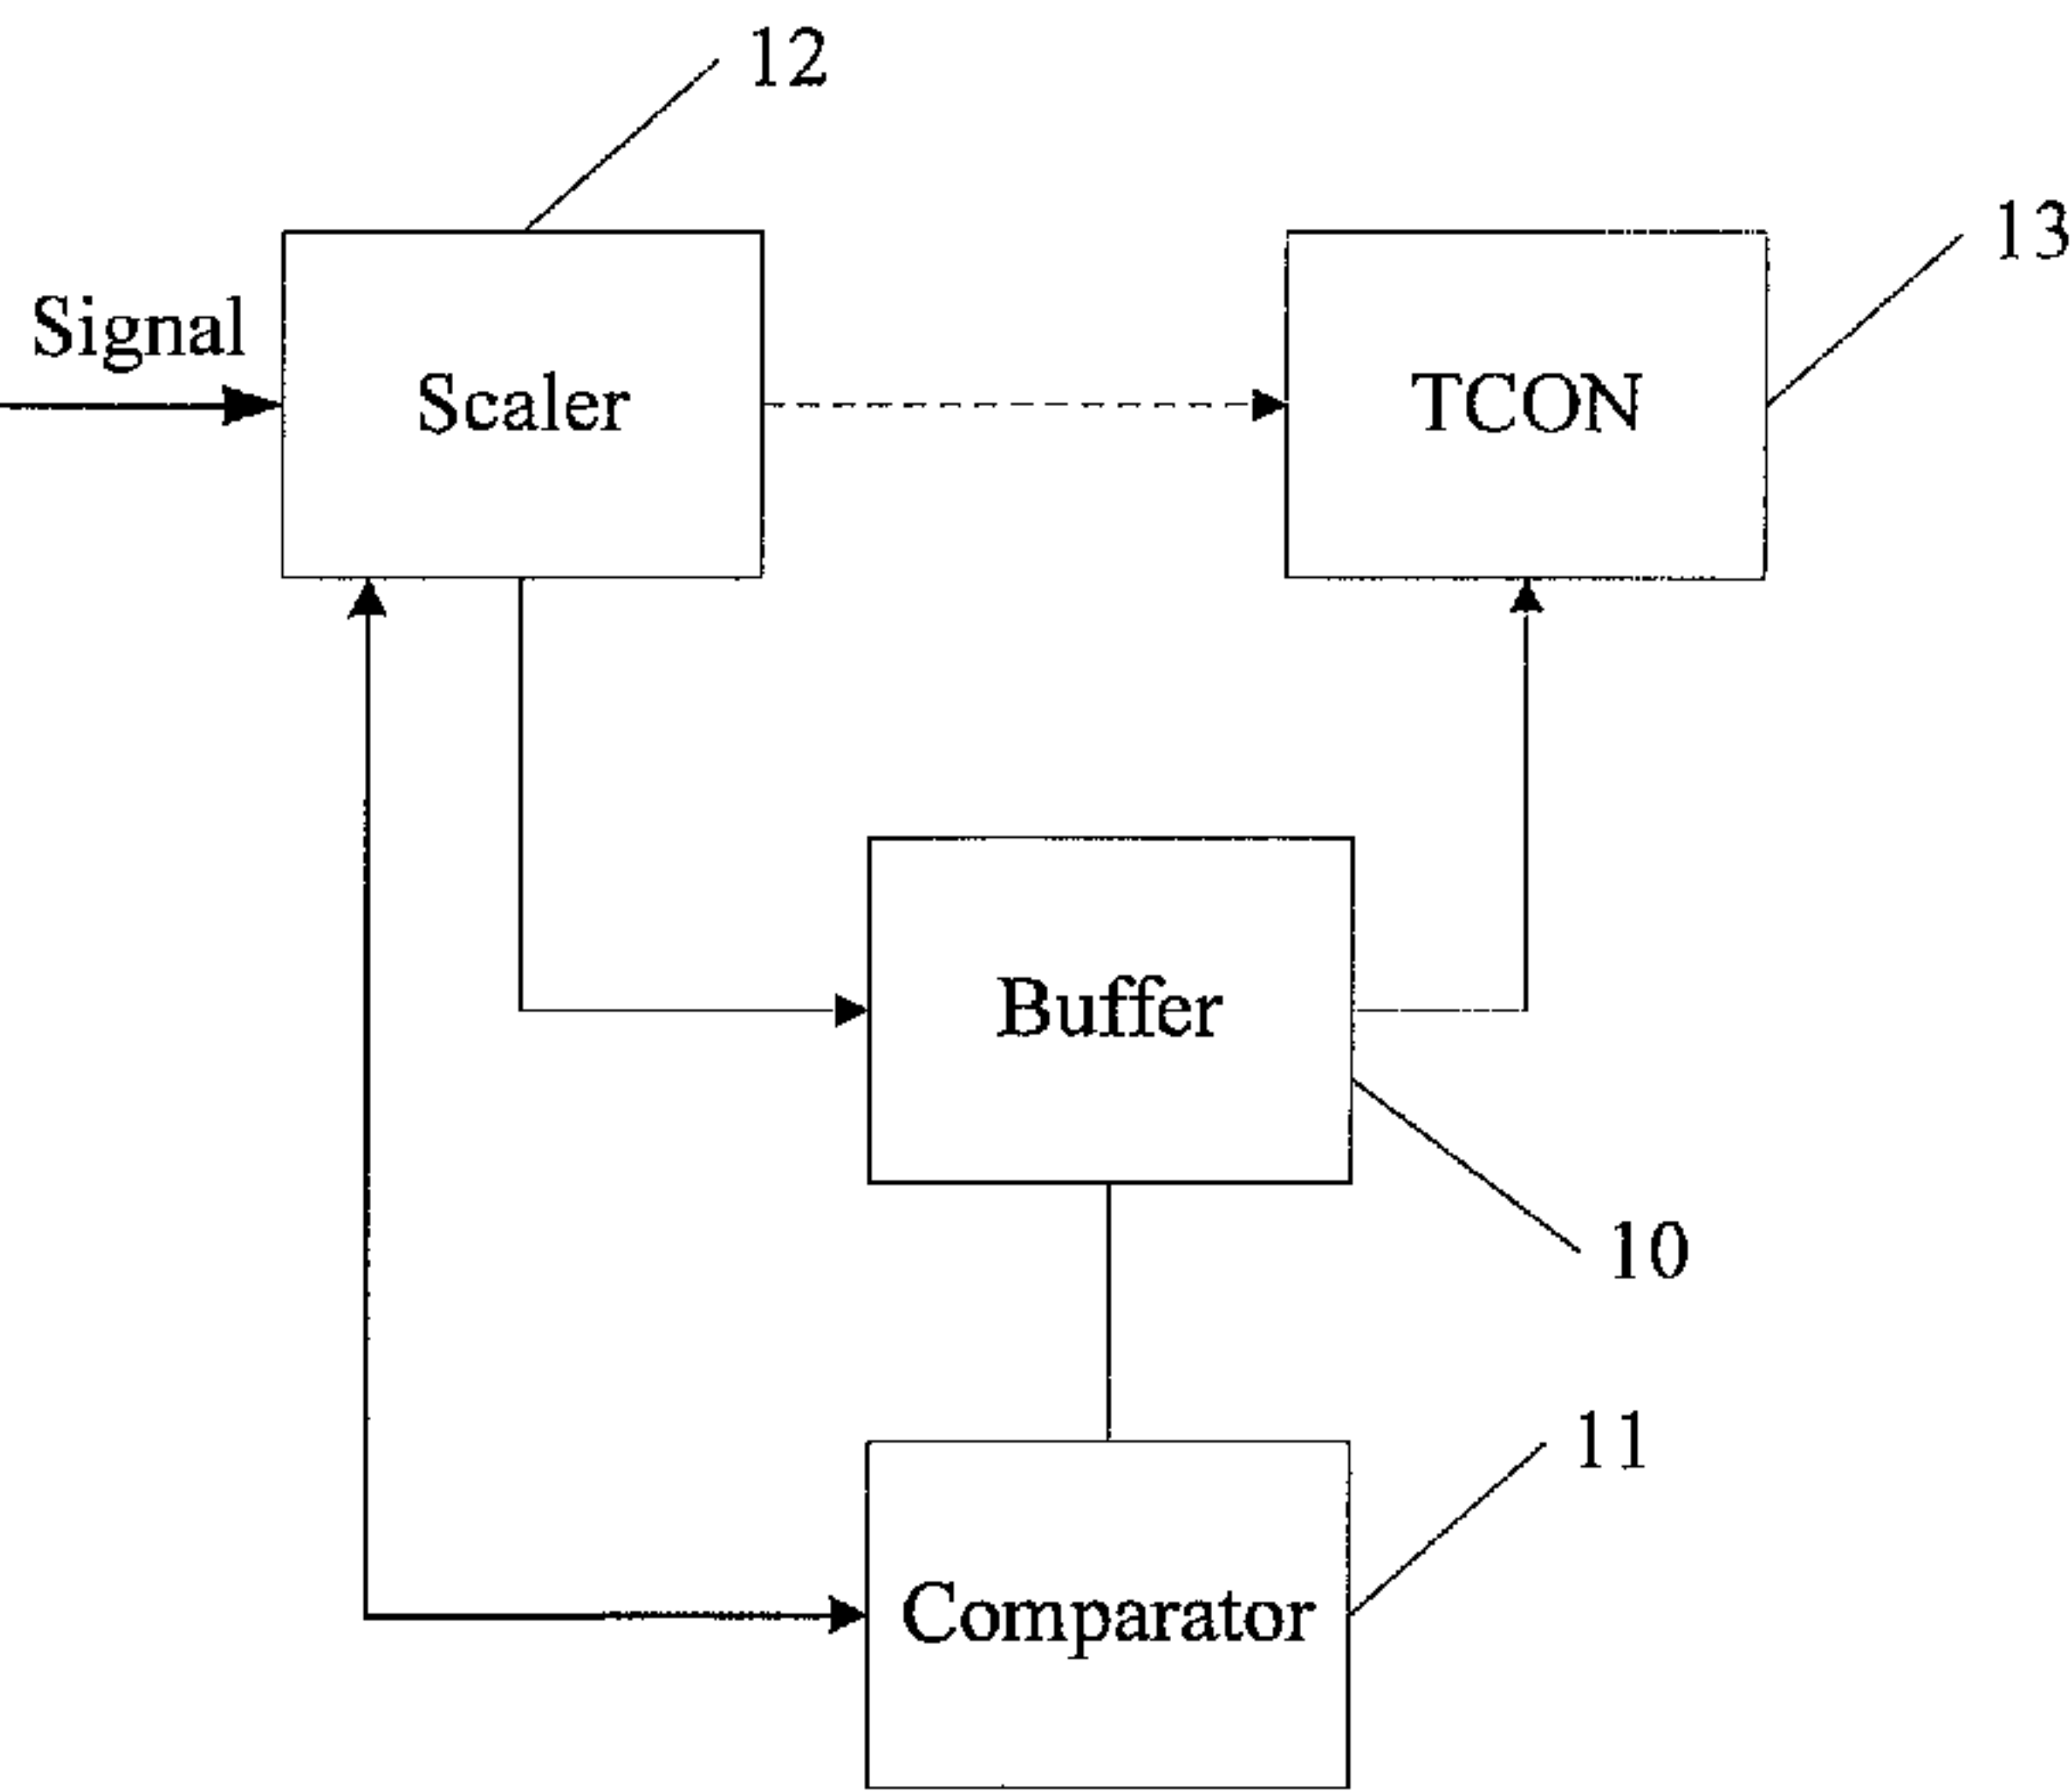 12
13
Signal
Scaler
TCON
Buffer
10
11
Comparator